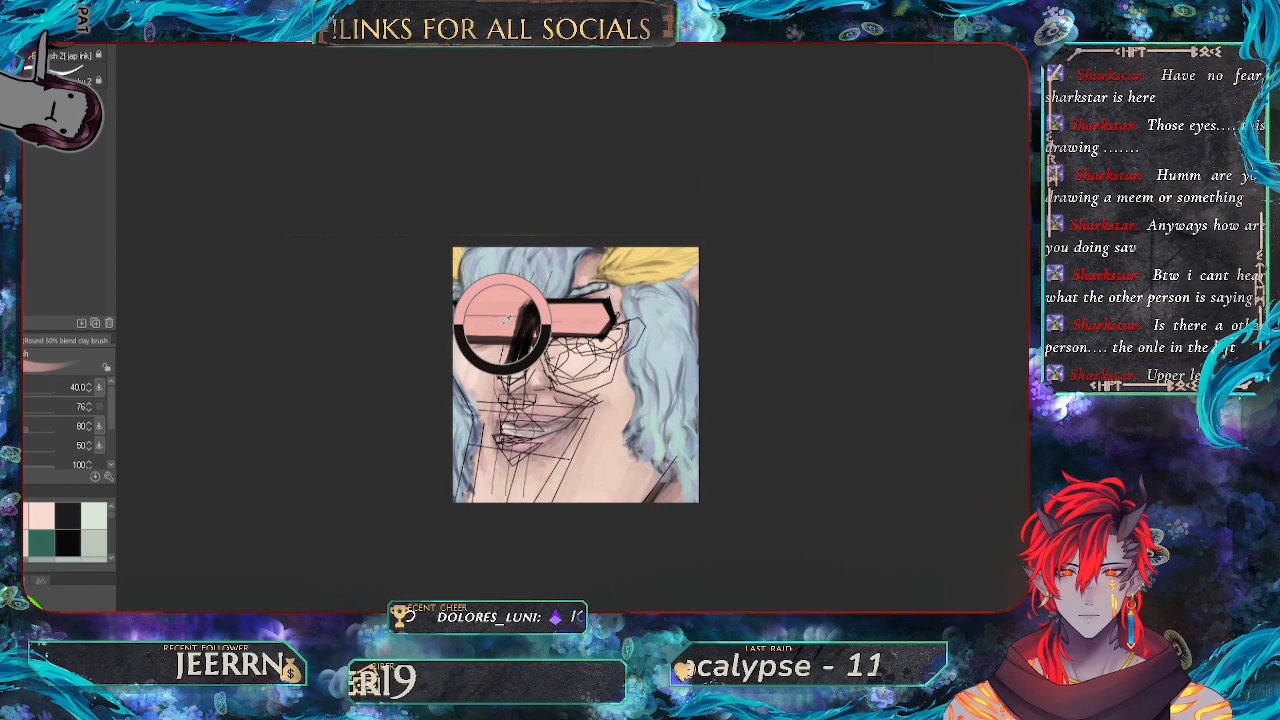 !LINKS FOR ALL SOCIALS
PA
Sharkstar: Have no fear,
sharkstar is here
Sharkstar: Those eyes....
drawing .......
Sharkstar: Humm are
drawing a meem or something
Sharkstar: Anyways how are
you doing sav
Sharkstar: Btw i cant hear
what the other person is saying
Sharkstar: Is there a
person.... the onle in the
Sharkstar: Upper
Round 50% blend clay brush
40.0
76
80
50
100
RECENT CHEER
DOLORES_LUNI:
RECENT FOLLOWER
JEERRN
R19
LAST RAID
acalypse - 11